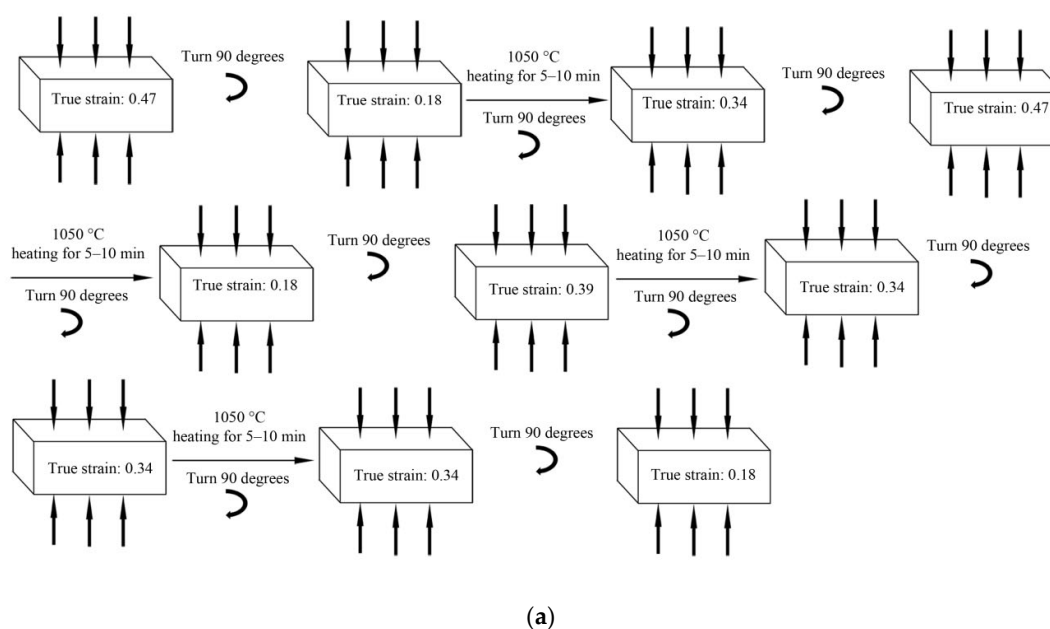 True strain: 0.47
Turn 90 degrees
True strain: 0.18
1050 °C
heating for 5–10 min
Turn 90 degrees
True strain: 0.34
Turn 90 degrees
True strain: 0.47
1050 °C
heating for 5–10 min
Turn 90 degrees
True strain: 0.18
Turn 90 degrees
True strain: 0.39
1050 °C
heating for 5–10 min
Turn 90 degrees
True strain: 0.34
Turn 90 degrees
True strain: 0.34
1050 °C
heating for 5–10 min
Turn 90 degrees
True strain: 0.34
Turn 90 degrees
True strain: 0.18
(a)